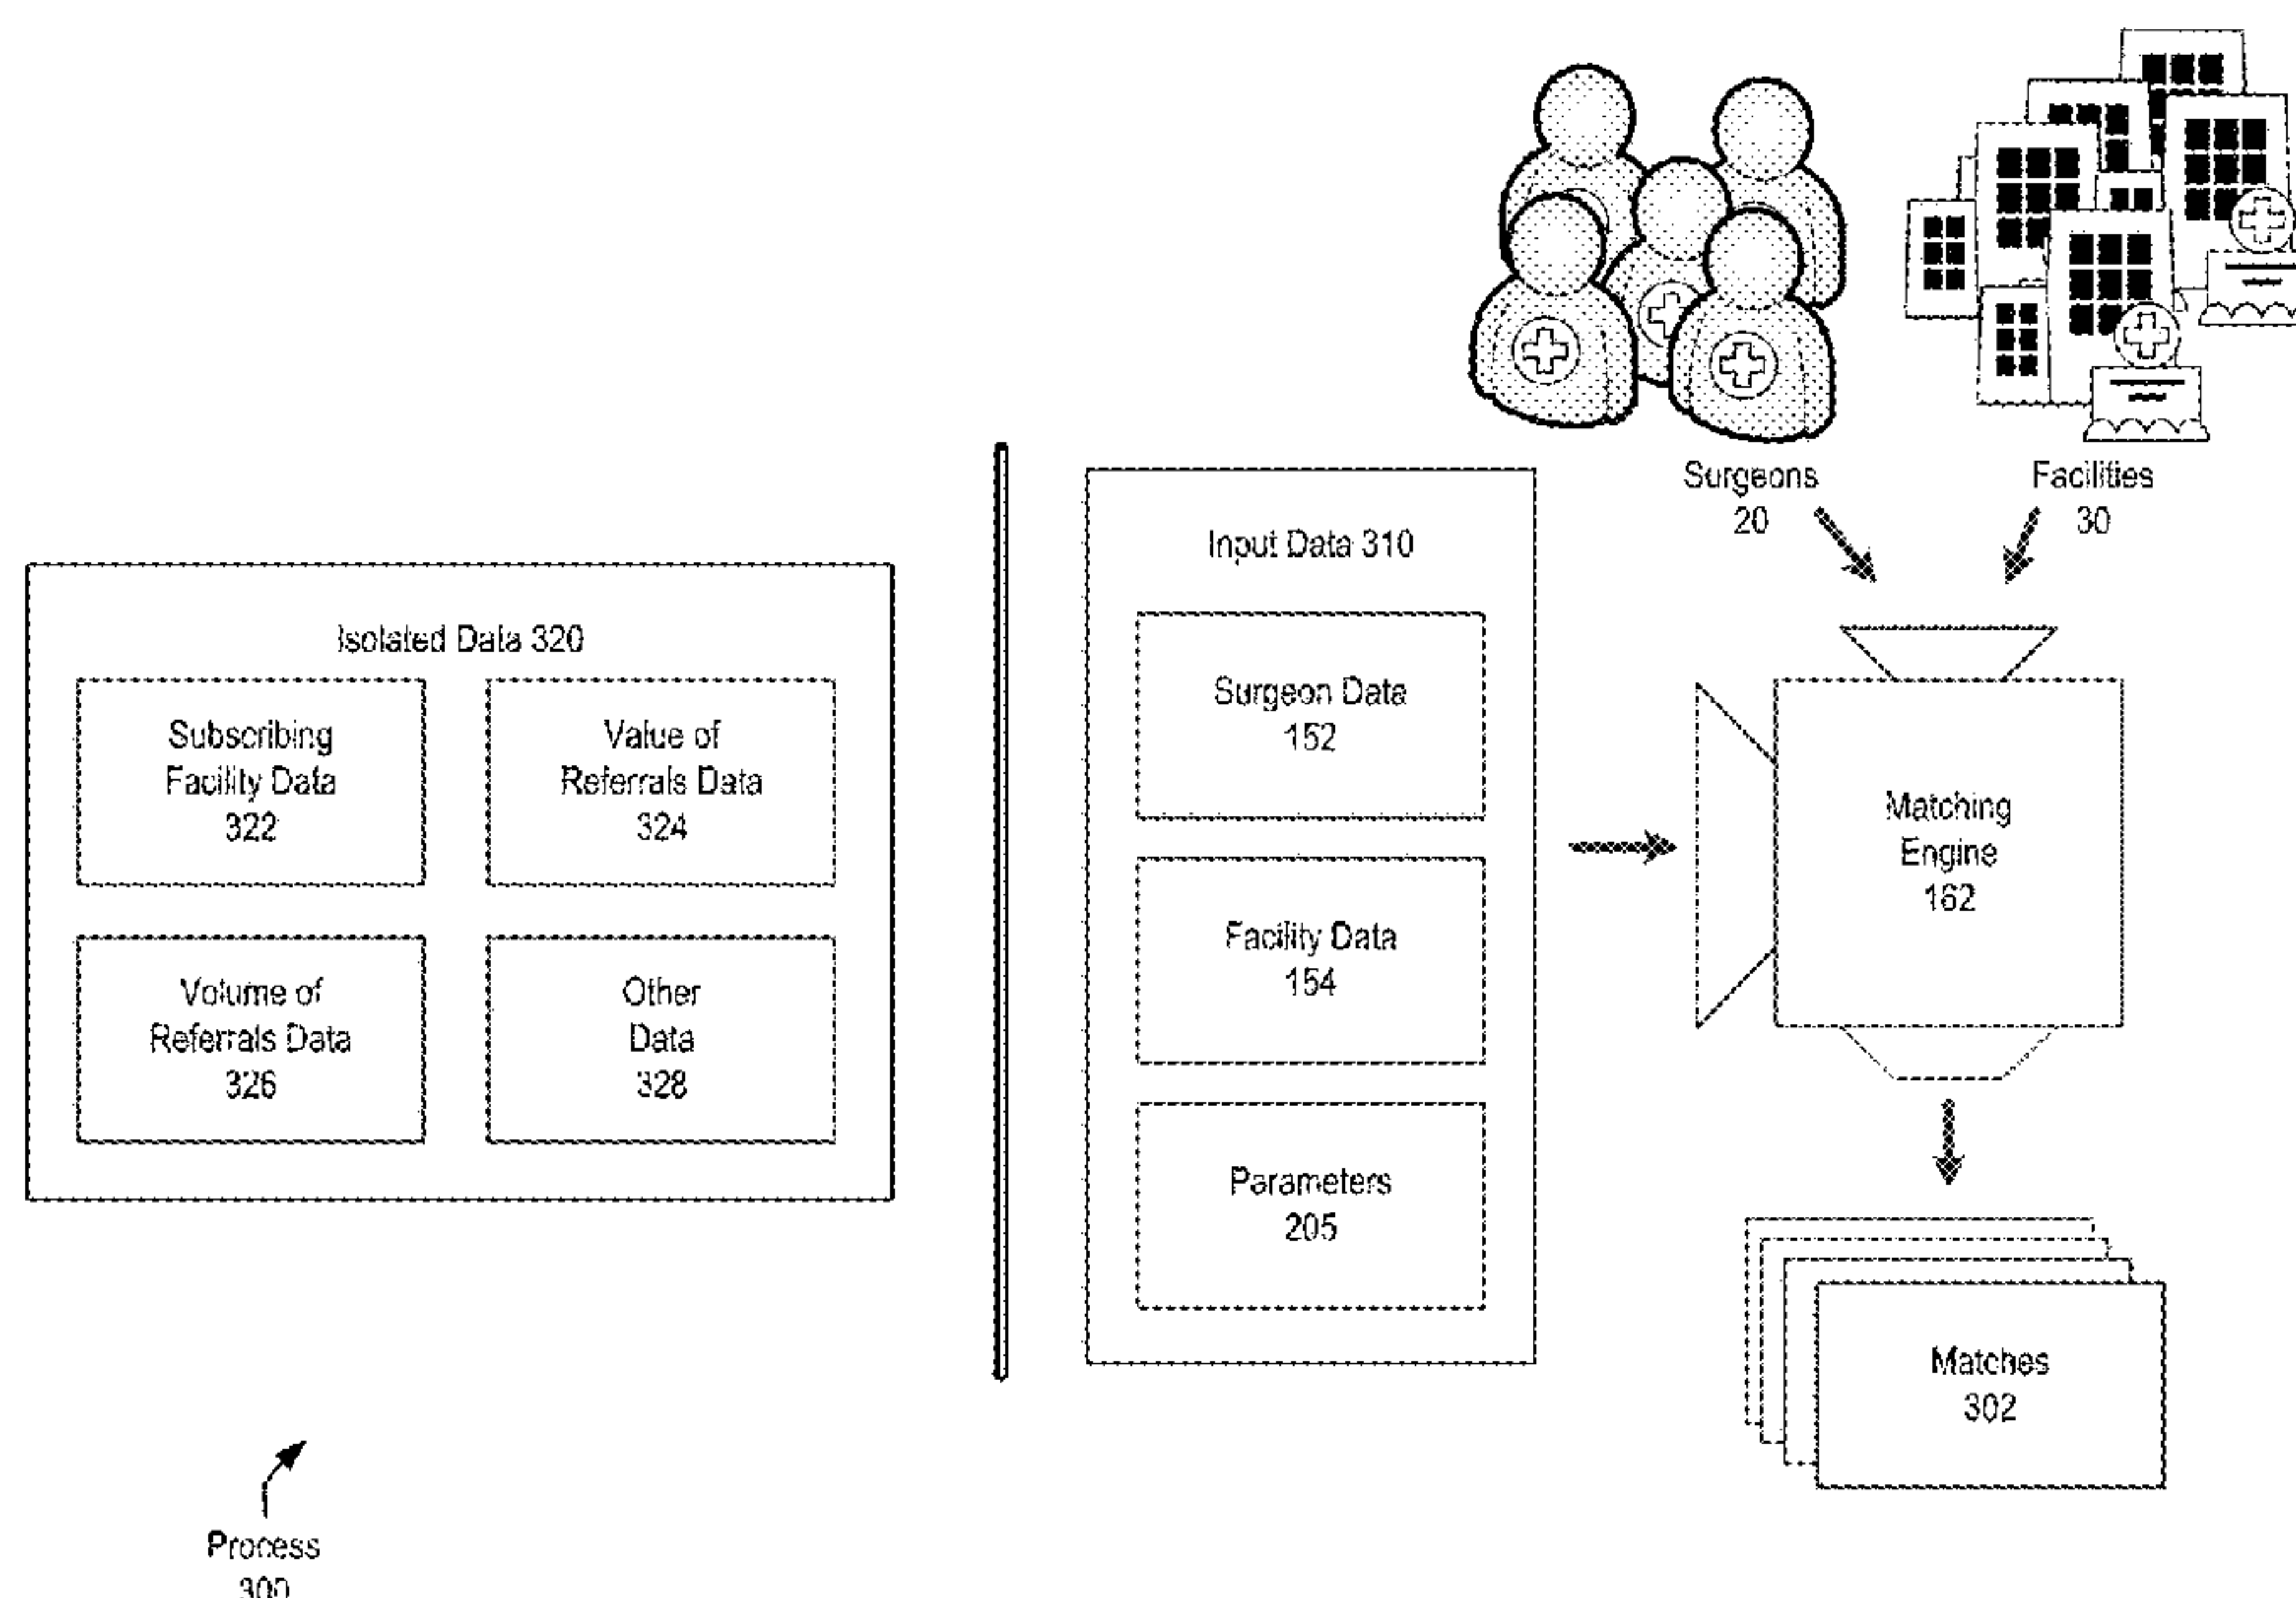 Surgeons
20
Facilities
30
Input Data 310
Surgeon Data
152
Facility Data
154
Parameters
205
Isolated Data 320
Subscribing
Facility Data
322
Value of
Referrals Data
324
Volume of
Referrals Data
326
Other
Data
328
Matching
Engine
162
Matches
302
Process
300